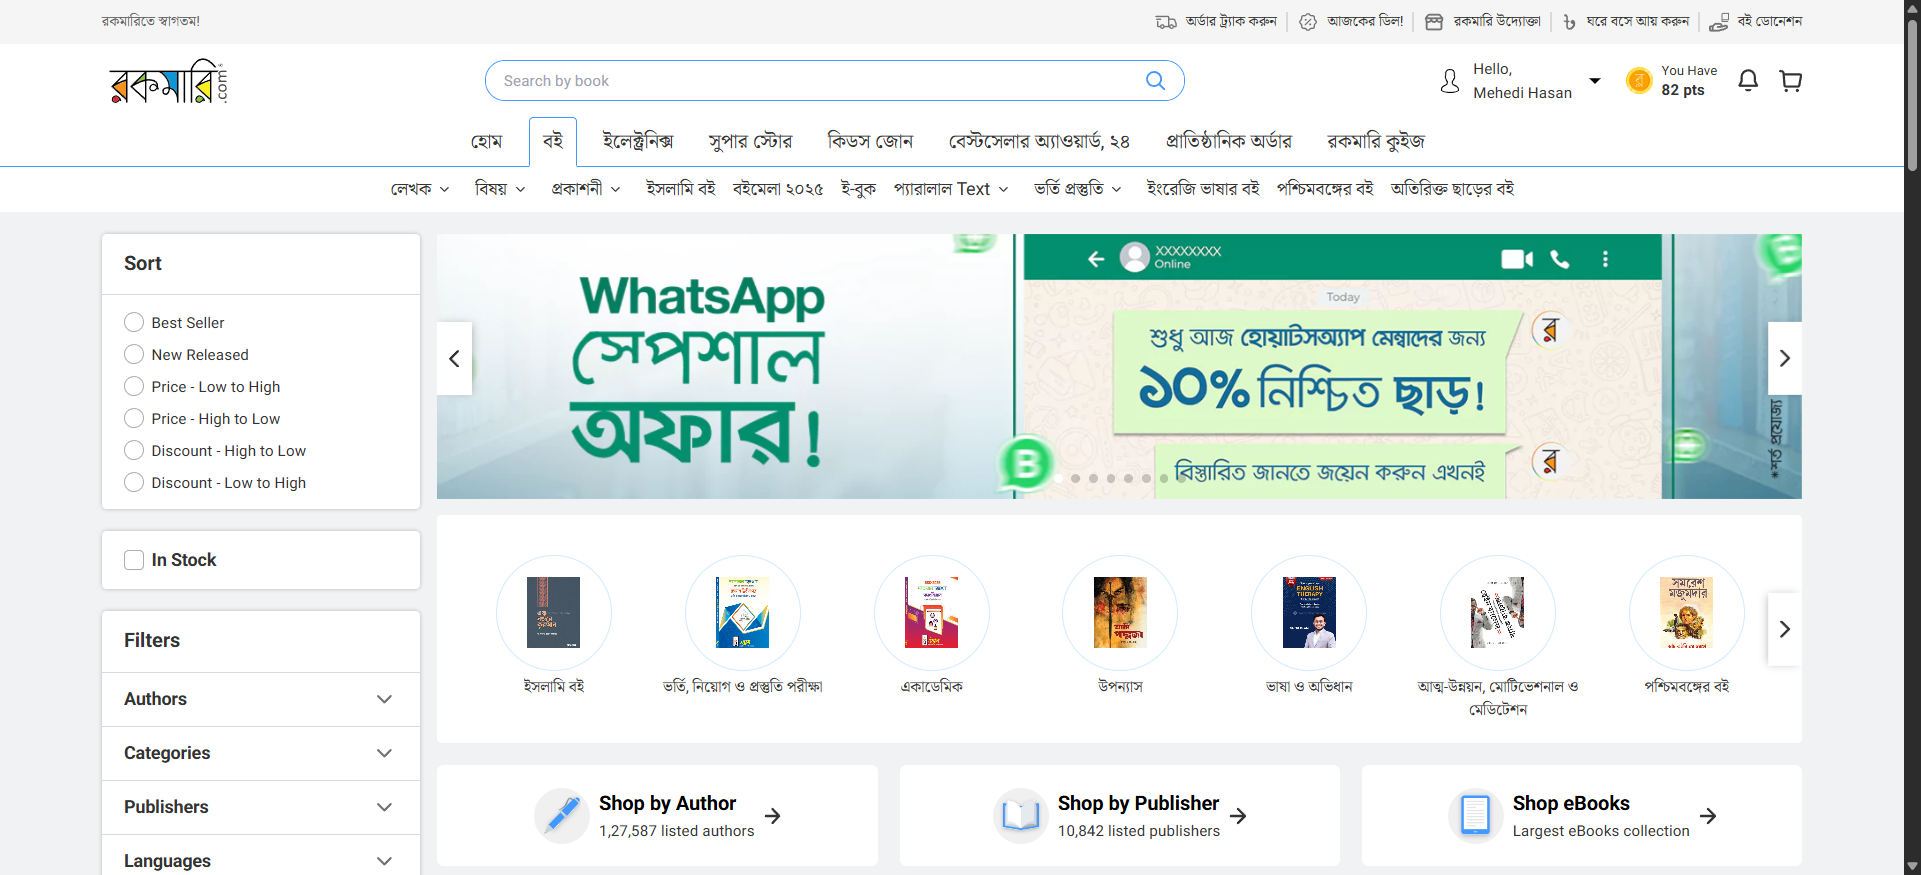 রকমারিতে স্বাগতম!
অর্ডার ট্র্যাক করুন
আজকের ডিল!
রকমারি উদ্যোক্তা
ঘরে বসে আয় করুন
বই ডোনেশন
রকমারি.com
Search by book
Hello,
Mehedi Hasan
You Have
82 pts
হোম
বই
ইলেক্ট্রনিক্স
সুপার স্টোর
কিডস জোন
বেস্টসেলার অ্যাওয়ার্ড, ২৪
প্রাতিষ্ঠানিক অর্ডার
রকমারি কুইজ
লেখক
বিষয়
প্রকাশনী
ইসলামি বই
বইমেলা ২০২৫
ই-বুক
প্যারালাল Text
ভর্তি প্রস্তুতি
ইংরেজি ভাষার বই
পশ্চিমবঙ্গের বই
অতিরিক্ত ছাড়ের বই
Sort
Best Seller
New Released
Price - Low to High
Price - High to Low
Discount - High to Low
Discount - Low to High
In Stock
Filters
Authors
Categories
Publishers
Languages
WhatsApp
স্পেশাল
অফার!
XXXXXXXX
Online
Today
শুধু আজ হোয়াটসঅ্যাপ মেম্বাদের জন্য
১০% নিশ্চিত ছাড়!
বিস্তারিত জানতে জয়েন করুন এখনই
*শর্ত প্রযোজ্য
ENGLISH
THERAPY
সমরেশ
মজুমদার
ইসলামি বই
ভর্তি, নিয়োগ ও প্রস্তুতি পরীক্ষা
একাডেমিক
উপন্যাস
ভাষা ও অভিধান
আত্ম-উন্নয়ন, মোটিভেশনাল ও
মেডিটেশন
পশ্চিমবঙ্গের বই
Shop by Author
1,27,587 listed authors
Shop by Publisher
10,842 listed publishers
Shop eBooks
Largest eBooks collection